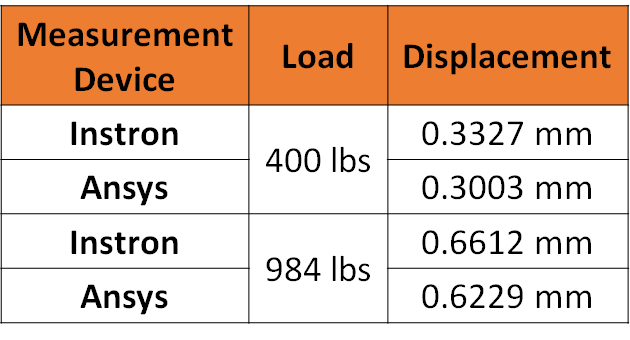 Measurement Device Load Displacement
Instron 400 lbs 0.3327 mm
Ansys 0.3003 mm
Instron 984 lbs 0.6612 mm
Ansys 0.6229 mm